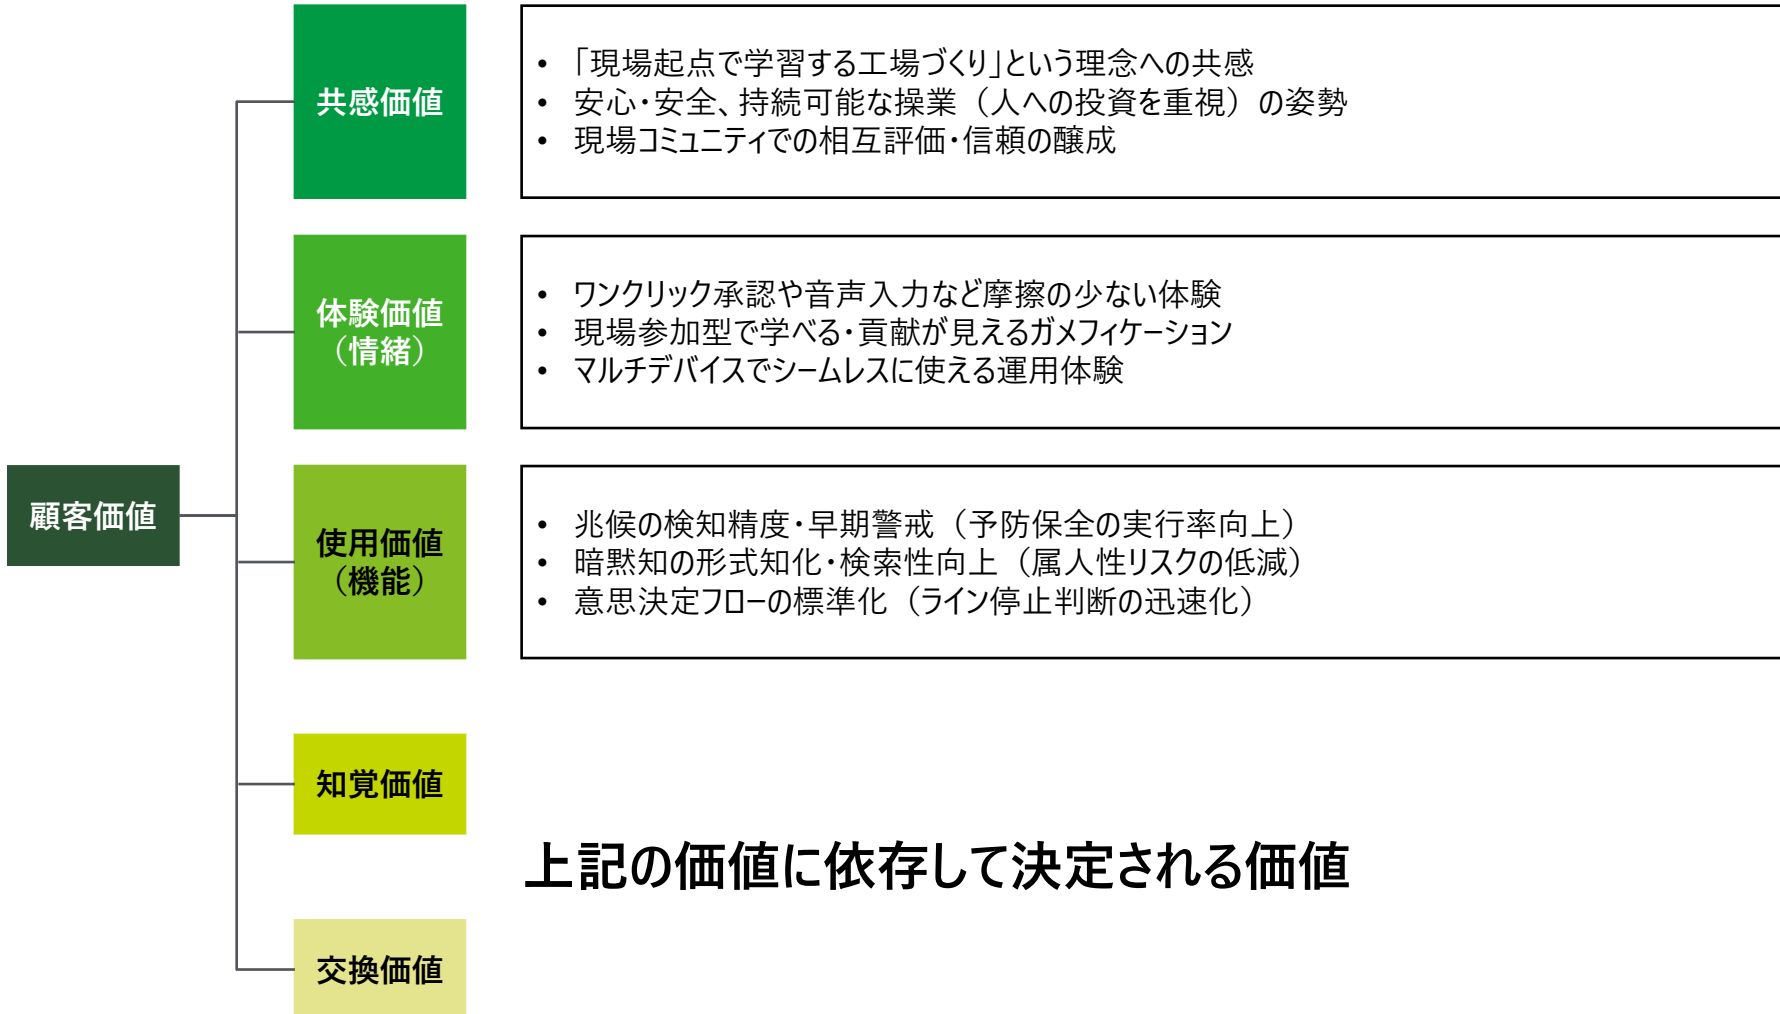 共感価値
• 「現場起点で学習する工場づくり」という理念への共感
• 安心・安全、持続可能な操業（人への投資を重視）の姿勢
• 現場コミュニティでの相互評価・信頼の醸成
体験価値
（情緒）
• ワンクリック承認や音声入力など摩擦の少ない体験
• 現場参加型で学べる・貢献が見えるガメフィケーション
• マルチデバイスでシームレスに使える運用体験
顧客価値
使用価値
（機能）
• 兆候の検知精度・早期警戒（予防保全の実行率向上）
• 暗黙知の形式知化・検索性向上（属人性リスクの低減）
• 意思決定フローの標準化（ライン停止判断の迅速化）
知覚価値
上記の価値に依存して決定される価値
交換価値